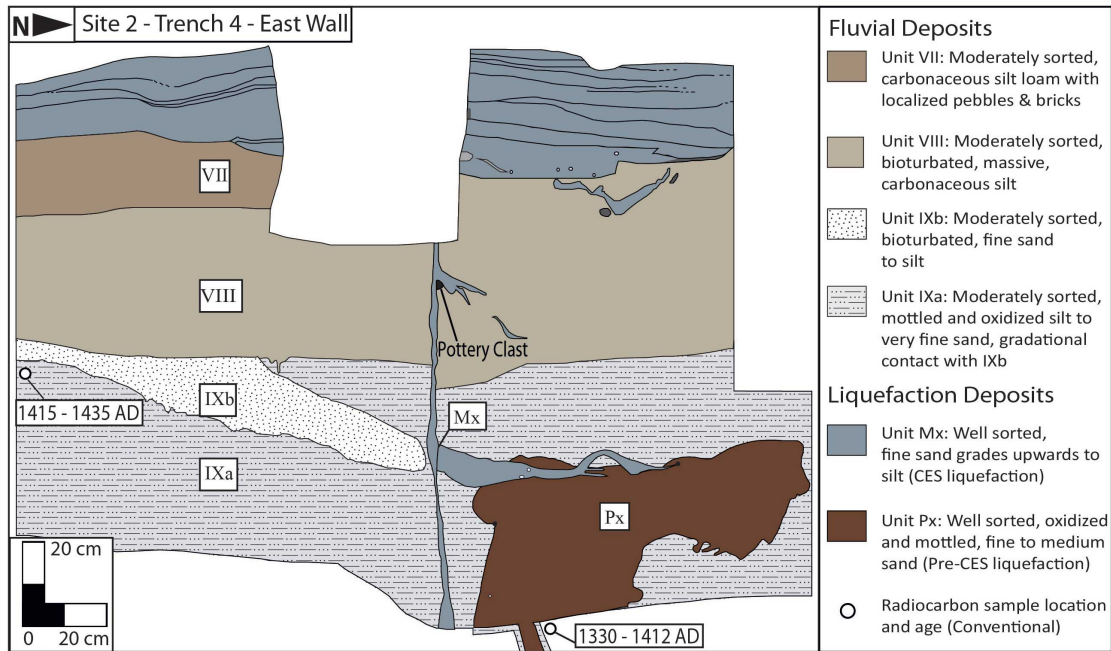 N Site 2 - Trench 4 - East Wall
VII
VIII
Pottery Clast
1415 - 1435 AD
IXb
Mx
IXa
Px
20 cm
0 20 cm
1330 - 1412 AD
Fluvial Deposits
Unit VII: Moderately sorted,
carbonaceous silt loam with
localized pebbles & bricks
Unit VIII: Moderately sorted,
bioturbated, massive,
carbonaceous silt
Unit IXb: Moderately sorted,
bioturbated, fine sand
to silt
Unit IXa: Moderately sorted,
mottled and oxidized silt to
very fine sand, gradational
contact with IXb
Liquefaction Deposits
Unit Mx: Well sorted,
fine sand grades upwards to
silt (CES liquefaction)
Unit Px: Well sorted, oxidized
and mottled, fine to medium
sand (Pre-CES liquefaction)
Radiocarbon sample location
and age (Conventional)